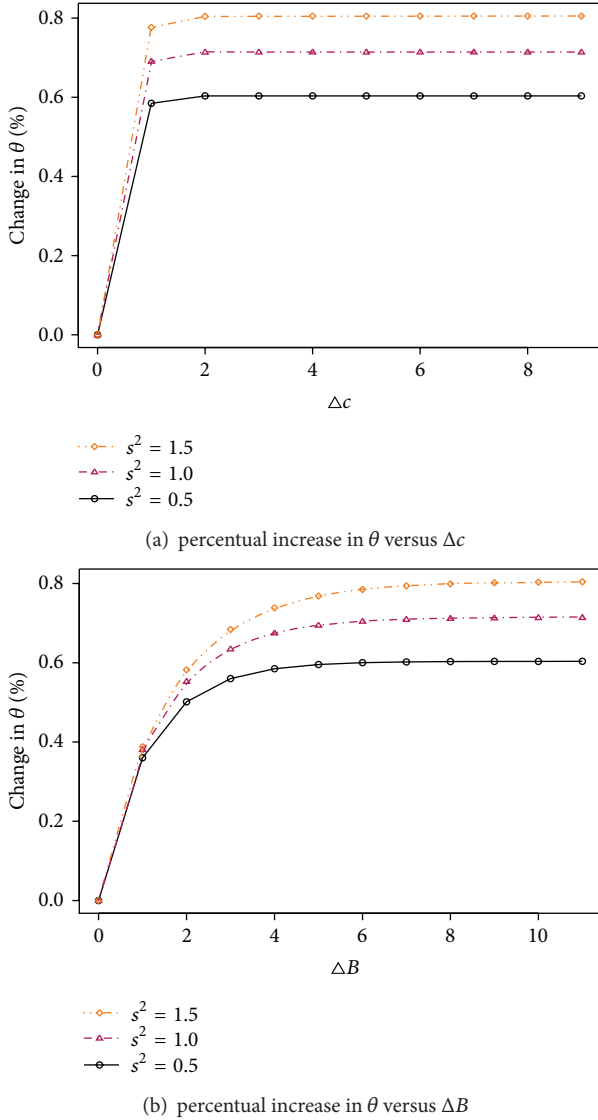 0.8
0.6
0.4
0.2
0.0
Change in θ (%)
0 2 4 6 8
△c
s² = 1.5
s² = 1.0
s² = 0.5
(a) percentual increase in θ versus Δc
0.8
0.6
0.4
0.2
0.0
Change in θ (%)
0 2 4 6 8 10
△B
s² = 1.5
s² = 1.0
s² = 0.5
(b) percentual increase in θ versus ΔB